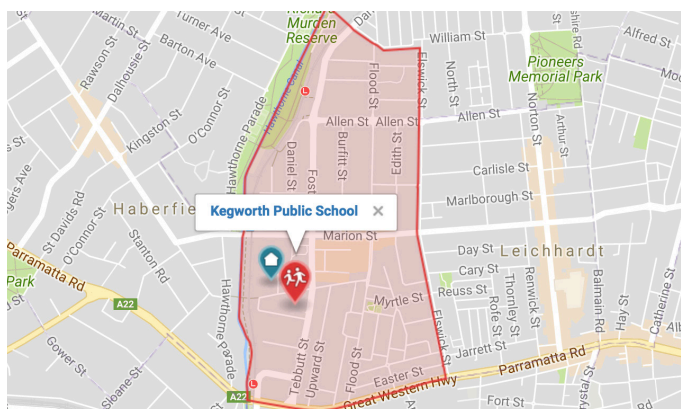 Martin St
Turner Ave
Murden
Reserve
William St
Alfred St
Dalhousie St
Rawson St
Barton Ave
Pioneers
Memorial Park
Elswick St
North St
Norton St
Arthur St
Flood St
Hawthorne Canal
O'Connor St
Hawthorne Parade
Kingston St
Allen St
Allen St
Allen St
Daniel St
Burfitt St
Edith St
Carlisle St
Marlborough St
Kegworth Public School
Haberfie
St Davids Rd
O'Connor St
Stanton Rd
Marion St
Day St
Leichhardt
Cary St
Reuss St
Rofe St
Thornley St
Renwick St
Balmain Rd
Hay St
Catherine St
Parramatta Rd
Park
A22
A22
Hawthorne Parade
Myrtle St
Elswick St
Jarrett St
Parramatta Rd
Gower St
Sloane St
Tebbutt St
Upward St
Flood St
Easter St
Great Western Hwy
Fort St